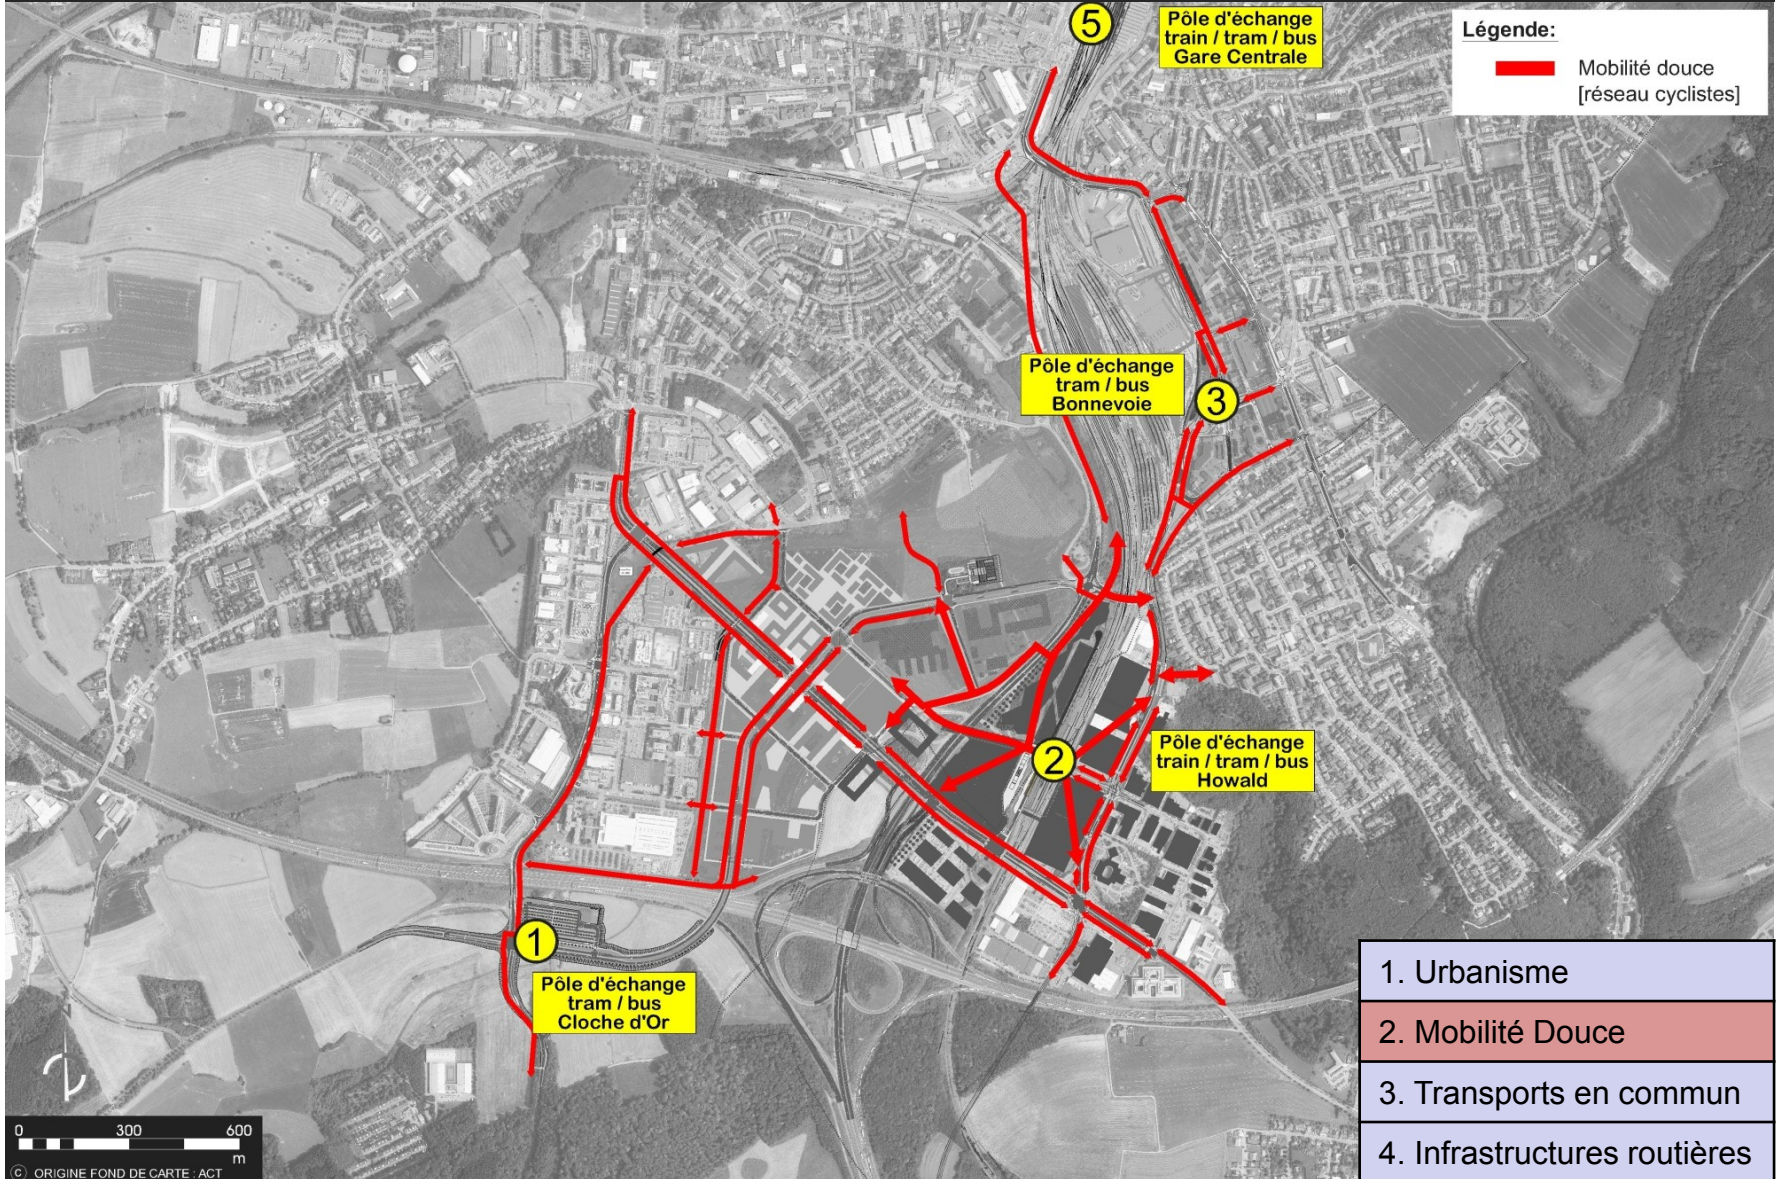 5
Pôle d'échange
train / tram / bus
Gare Centrale
Légende:
Mobilité douce
[réseau cyclistes]
Pôle d'échange
tram / bus
Bonnevoie
3
2
Pôle d'échange
train / tram / bus
Howald
1
Pôle d'échange
tram / bus
Cloche d'Or
1. Urbanisme
2. Mobilité Douce
3. Transports en commun
4. Infrastructures routières
0 300 600
m
© ORIGINE FOND DE CARTE : ACT